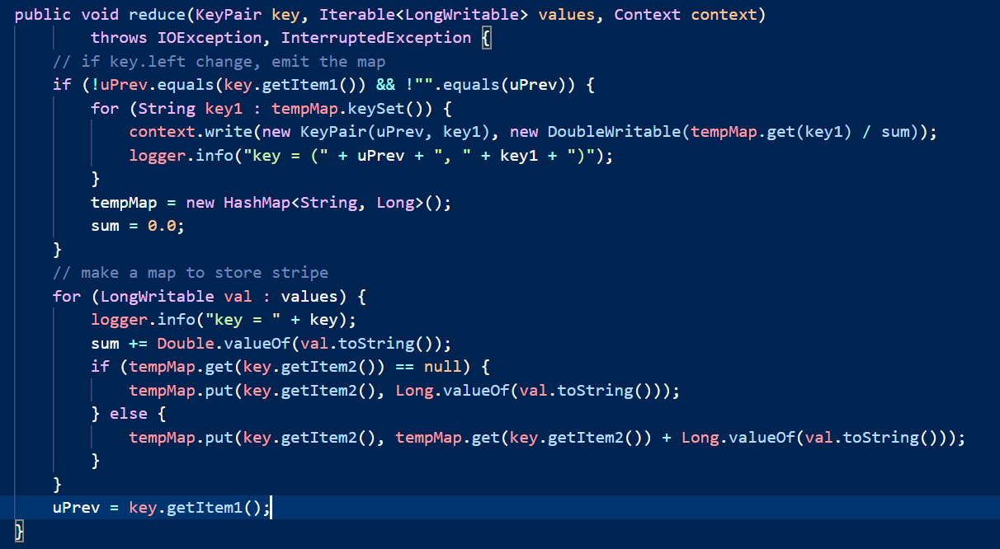 public void reduce(KeyPair key, Iterable<LongWritable> values, Context context)
        throws IOException, InterruptedException {
    // if key.left change, emit the map
    if (!uPrev.equals(key.getItem1()) && !"".equals(uPrev)) {
        for (String key1 : tempMap.keySet()) {
            context.write(new KeyPair(uPrev, key1), new DoubleWritable(tempMap.get(key1) / sum));
            logger.info("key = (" + uPrev + ", " + key1 + ")");
        }
        tempMap = new HashMap<String, Long>();
        sum = 0.0;
    }
    // make a map to store stripe
    for (LongWritable val : values) {
        logger.info("key = " + key);
        sum += Double.valueOf(val.toString());
        if (tempMap.get(key.getItem2()) == null) {
            tempMap.put(key.getItem2(), Long.valueOf(val.toString()));
        } else {
            tempMap.put(key.getItem2(), tempMap.get(key.getItem2()) + Long.valueOf(val.toString()));
        }
    }
    uPrev = key.getItem1();
}